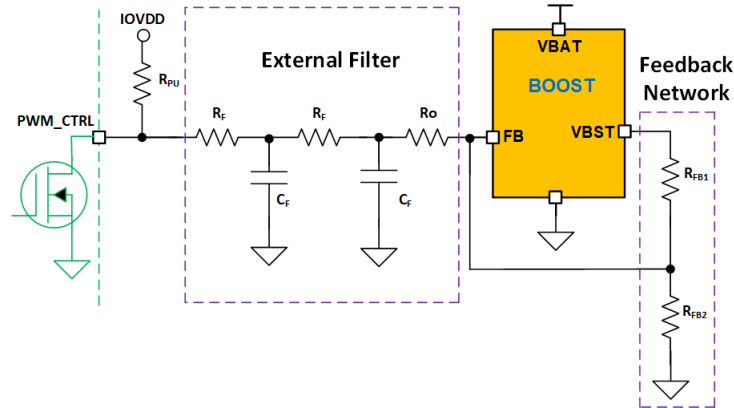 IOVDD
External Filter
VBAT
BOOST
Feedback
Network
RPU
PWM_CTRL
RF
RF
Ro
FB
VBST
RFB1
CF
CF
RFB2